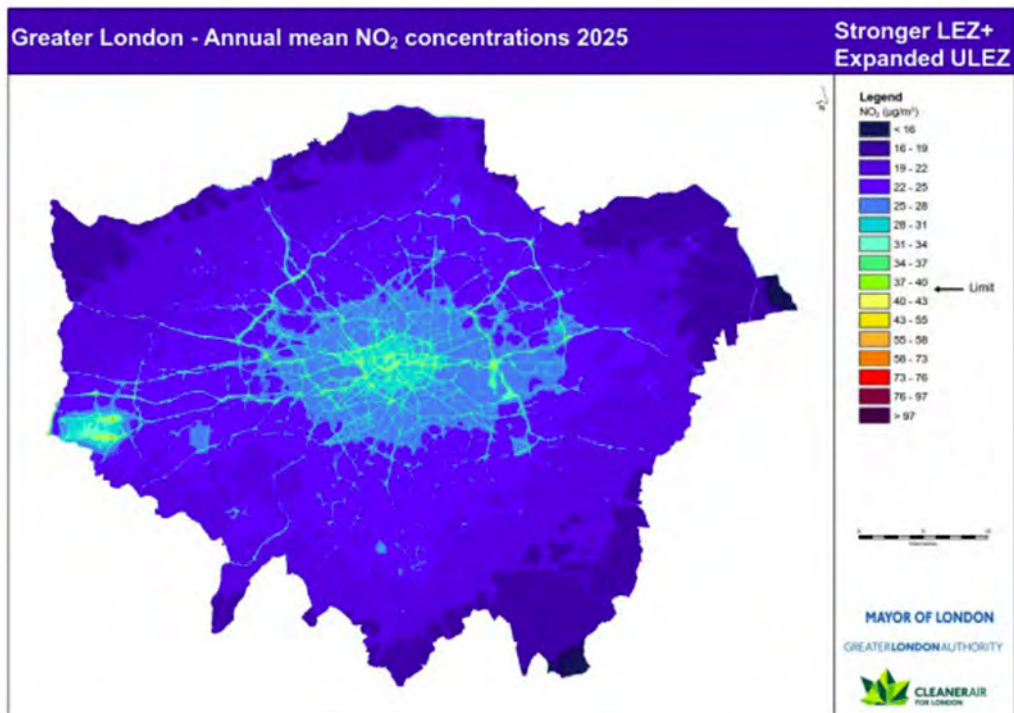 Greater London - Annual mean NO₂ concentrations 2025
Stronger LEZ+
Expanded ULEZ
Legend
NO₂ (µg/m³)
< 16
16 - 19
19 - 22
22 - 25
25 - 28
28 - 31
31 - 34
34 - 37
37 - 40
Limit
40 - 43
43 - 55
55 - 58
58 - 73
73 - 76
76 - 97
> 97
MAYOR OF LONDON
GREATERLONDONAUTHORITY
CLEANERAIR
FOR LONDON